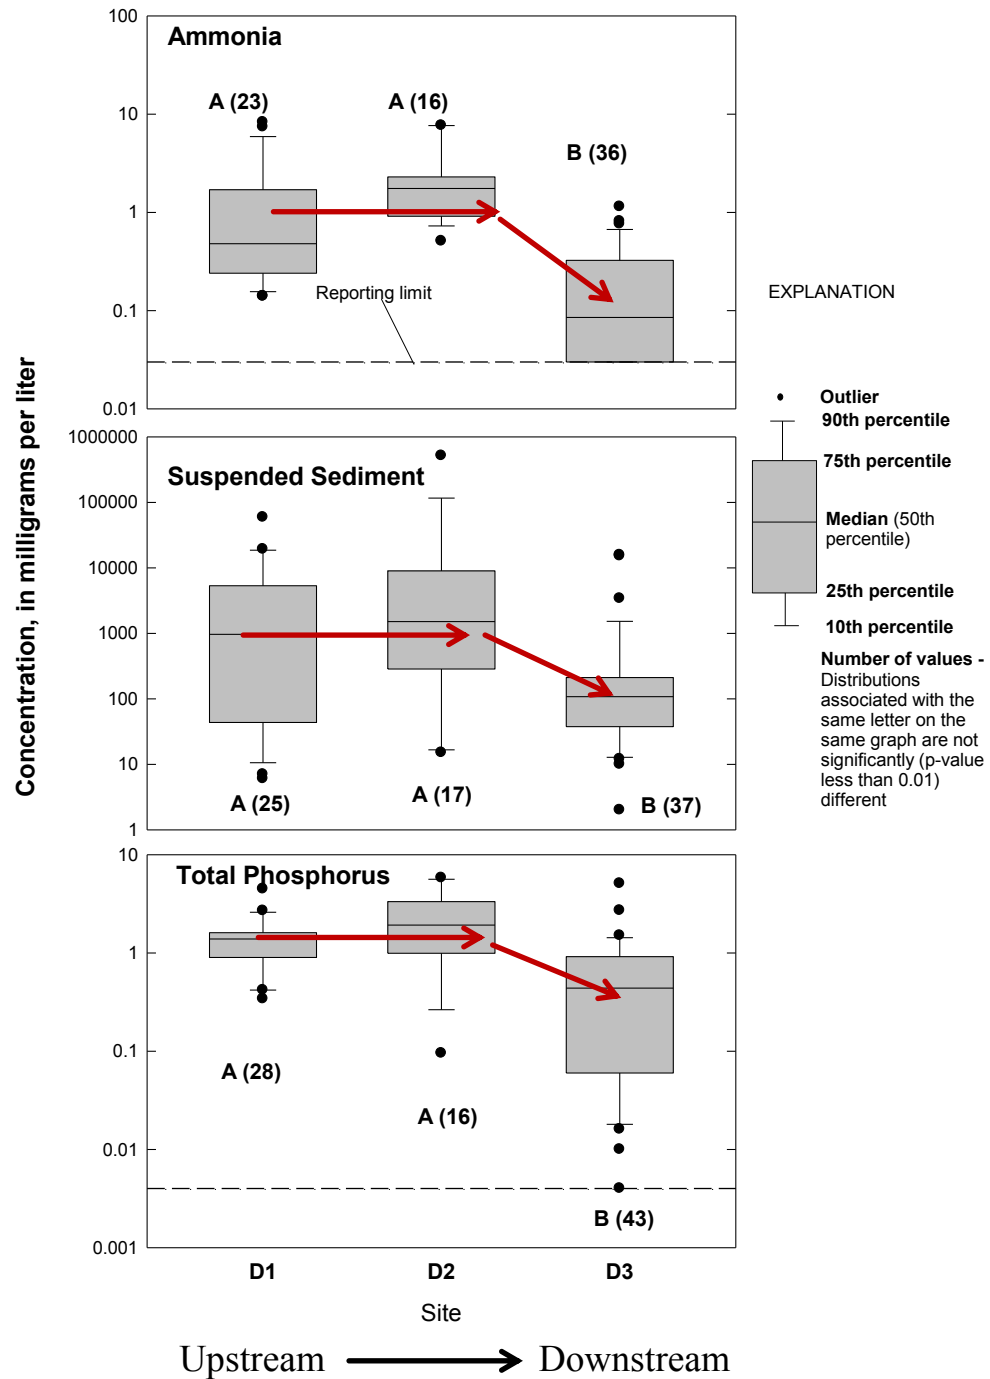 Concentration, in milligrams per liter
Ammonia
100
10
1
0.1
0.01
A (23)
A (16)
B (36)
Reporting limit
Suspended Sediment
1000000
100000
10000
1000
100
10
1
A (25)
A (17)
B (37)
Total Phosphorus
10
1
0.1
0.01
0.001
A (28)
A (16)
B (43)
D1
D2
D3
Site
Upstream
Downstream
EXPLANATION
Outlier
90th percentile
75th percentile
Median (50th
percentile)
25th percentile
10th percentile
Number of values -
Distributions
associated with the
same letter on the
same graph are not
significantly (p-value
less than 0.01)
different